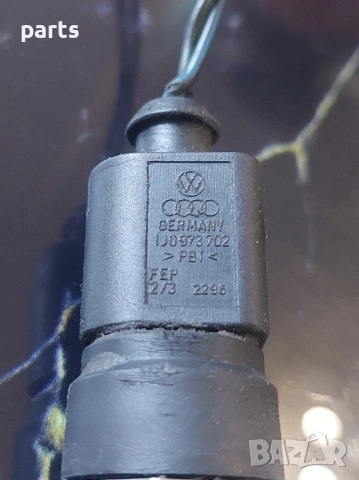 parts
GERMANY
1J0973702
>PBT<
FEP
2/3 2296
BAZAR